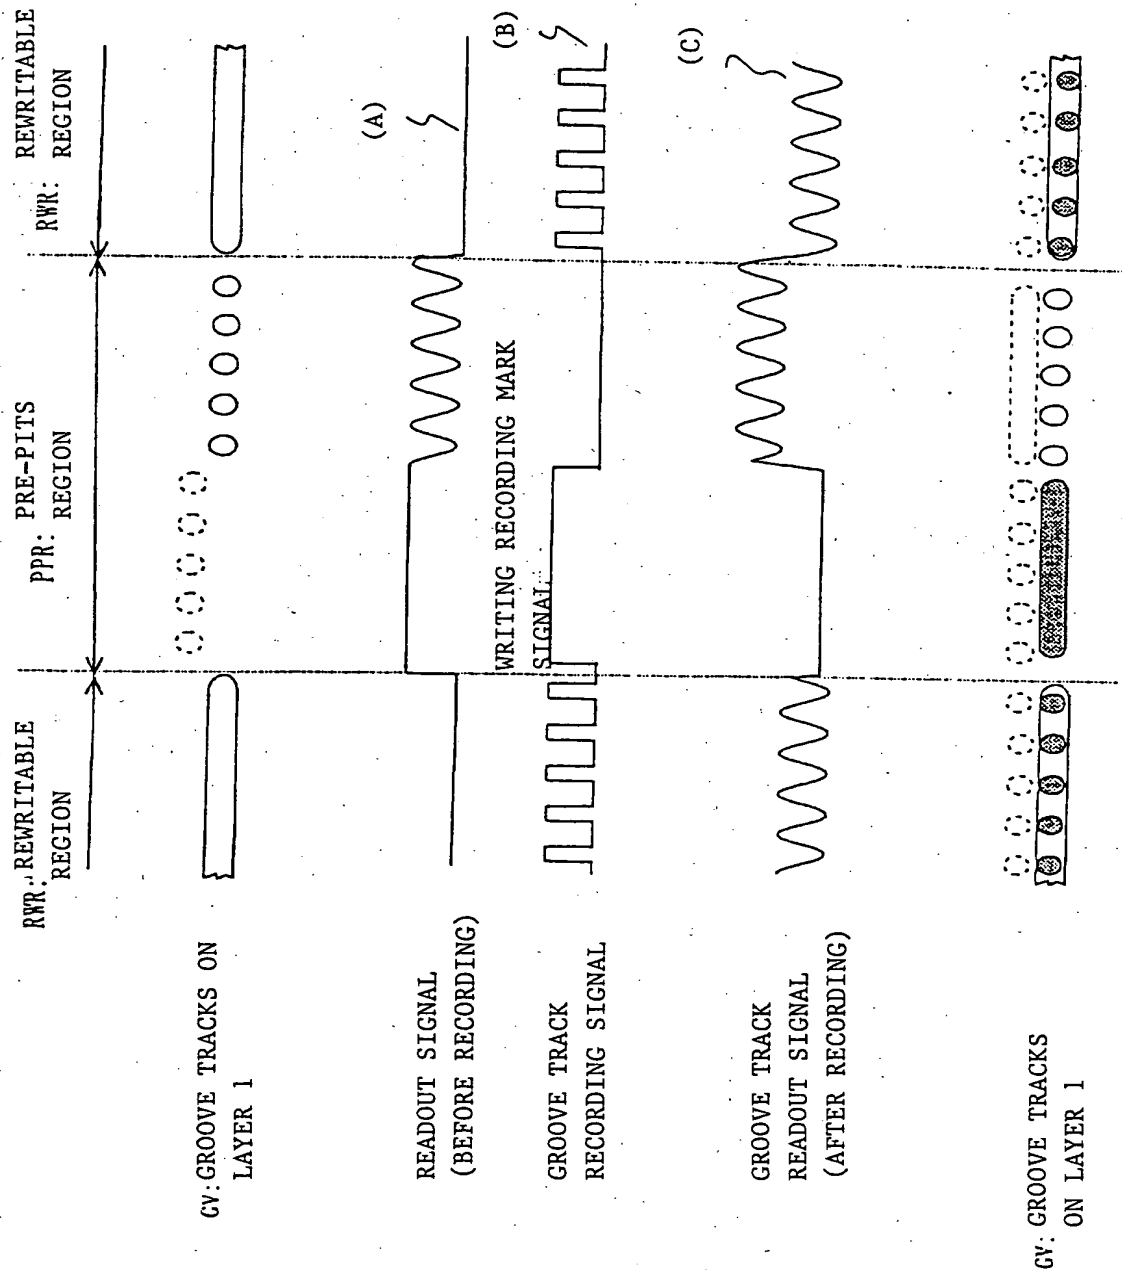 RWR: REWRITABLE
REGION
PPR: PRE-PITS
REGION
RWR: REWRITABLE
REGION
GV: GROOVE TRACKS ON
LAYER 1
READOUT SIGNAL
(BEFORE RECORDING)
(A)
GROOVE TRACK
RECORDING SIGNAL
WRITING RECORDING MARK
SIGNAL
(B)
GROOVE TRACK
READOUT SIGNAL
(AFTER RECORDING)
(C)
GV: GROOVE TRACKS
ON LAYER 1